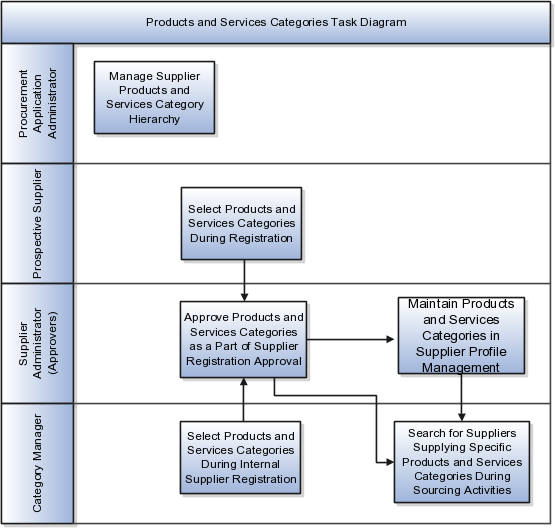 Products and Services Categories Task Diagram
Procurement
Application
Administrator
Manage Supplier
Products and
Services Category
Hierarchy
Prospective Supplier
Select Products and
Services Categories
During Registration
Supplier
Administrator
(Approvers)
Approve Products and
Services Categories
as a Part of Supplier
Registration Approval
Maintain Products
and Services
Categories in
Supplier Profile
Management
Category Manager
Select Products and
Services Categories
During Internal
Supplier Registration
Search for Suppliers
Supplying Specific
Products and Services
Categories During
Sourcing Activities